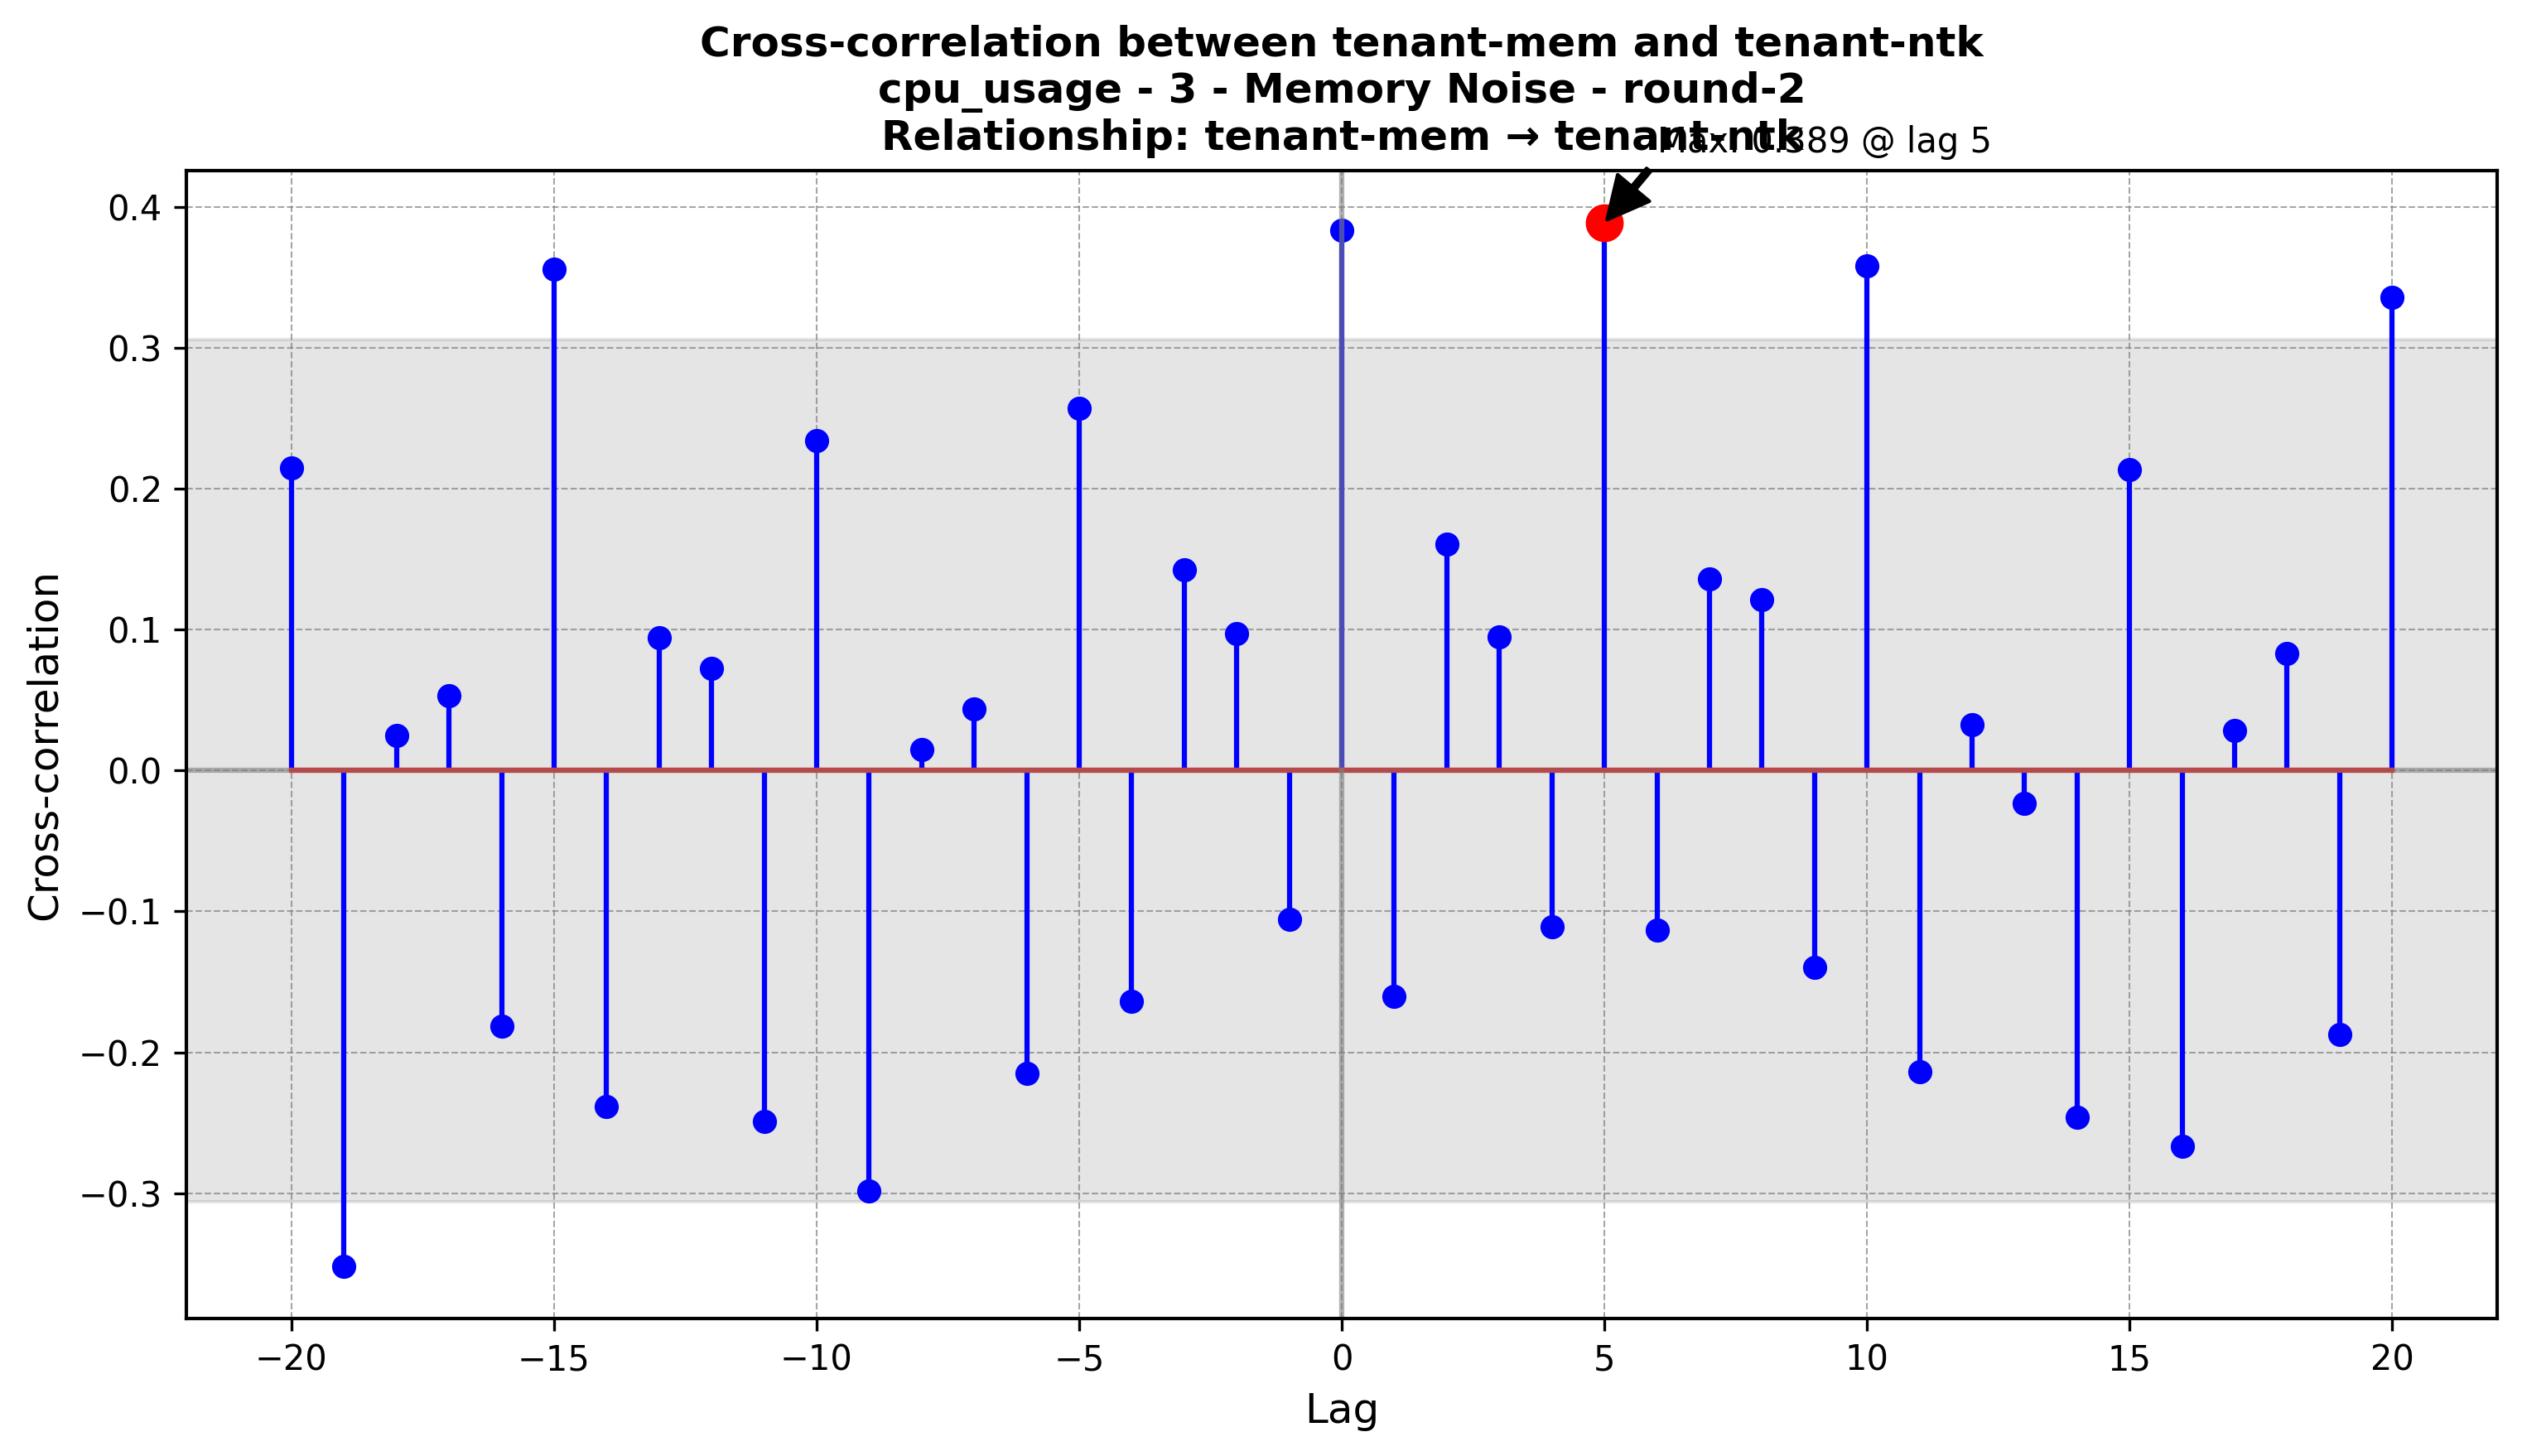 Cross-correlation between tenant-mem and tenant-ntk
cpu_usage - 3 - Memory Noise - round-2
Relationship: tenant-mem → tenant-ntk
Max: 0.389 @ lag 5
0.4
0.3
0.2
0.1
0.0
−0.1
−0.2
−0.3
Cross-correlation
−20
−15
−10
−5
0
5
10
15
20
Lag